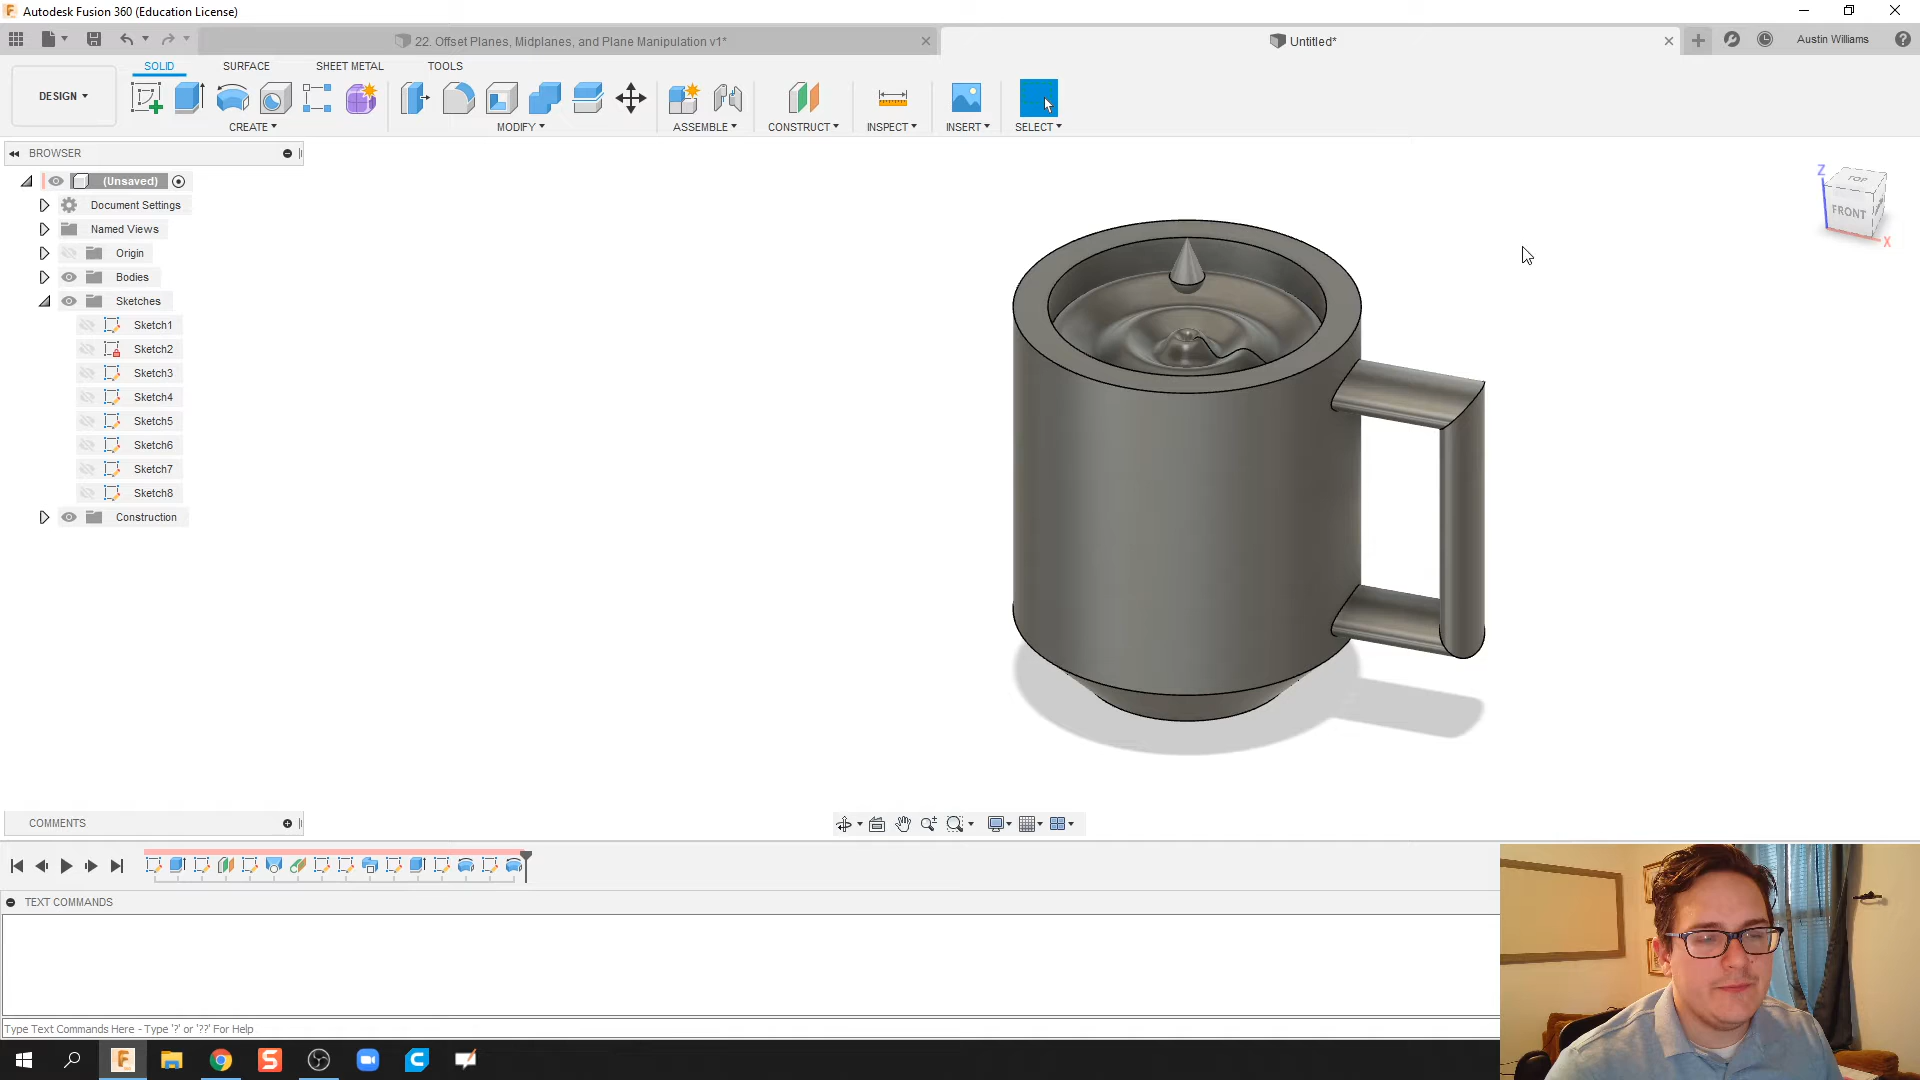 Autodesk Fusion 360 (Education License)
22. Offset Planes, Midplanes, and Plane Manipulation v1*
Untitled*
Austin Williams
SOLID SURFACE SHEET METAL TOOLS
DESIGN
CREATE MODIFY ASSEMBLE CONSTRUCT INSPECT INSERT SELECT
BROWSER
(Unsaved)
Document Settings
Named Views
Origin
Bodies
Sketches
Sketch1
Sketch2
Sketch3
Sketch4
Sketch5
Sketch6
Sketch7
Sketch8
Construction
Z
TOP
FRONT
X
COMMENTS
TEXT COMMANDS
Type Text Commands Here - Type '?' or '??' For Help
F
S
C